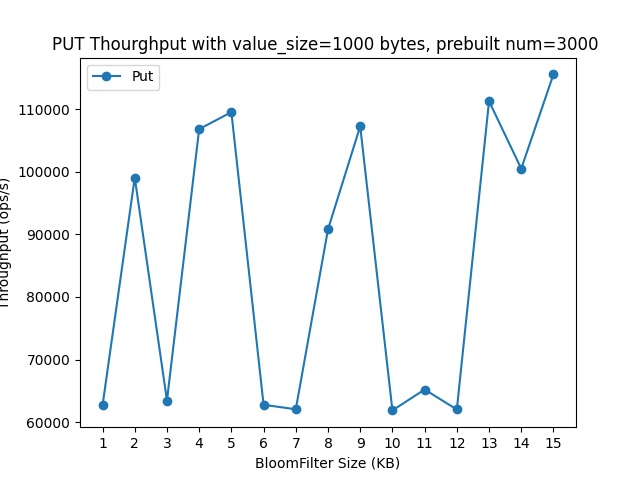 PUT Thourghput with value_size=1000 bytes, prebuilt num=3000
Put
Throughput (ops/s)
110000
100000
90000
80000
70000
60000
1 2 3 4 5 6 7 8 9 10 11 12 13 14 15
BloomFilter Size (KB)